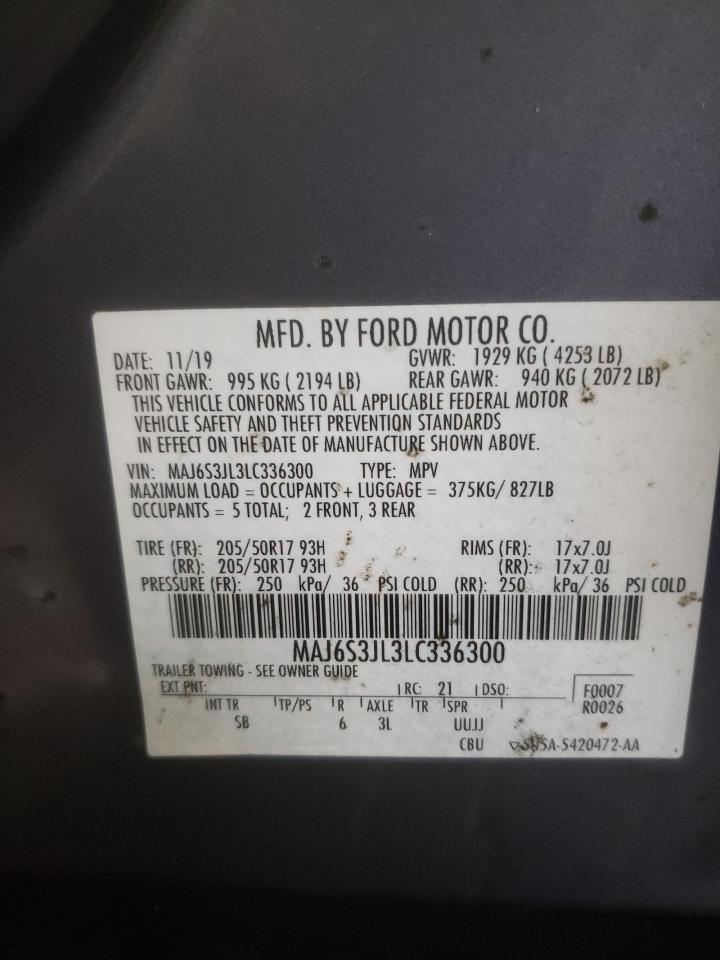 MFD. BY FORD MOTOR CO.
DATE: 11/19 GVWR: 1929 KG ( 4253 LB)
FRONT GAWR: 995 KG ( 2194 LB) REAR GAWR: 940 KG ( 2072 LB)
THIS VEHICLE CONFORMS TO ALL APPLICABLE FEDERAL MOTOR
VEHICLE SAFETY AND THEFT PREVENTION STANDARDS
IN EFFECT ON THE DATE OF MANUFACTURE SHOWN ABOVE.
VIN: MAJ6S3JL3LC336300 TYPE: MPV
MAXIMUM LOAD = OCCUPANTS + LUGGAGE = 375KG/ 827LB
OCCUPANTS = 5 TOTAL; 2 FRONT, 3 REAR
TIRE (FR): 205/50R17 93H RIMS (FR): 17x7.0J
(RR): 205/50R17 93H (RR): 17x7.0J
PRESSURE (FR): 250 kPa/ 36 PSI COLD (RR): 250 kPa/ 36 PSI COLD
MAJ6S3JL3LC336300
TRAILER TOWING - SEE OWNER GUIDE
EXT PNT: RC: 21 DSO: F0007
INT TR TP/PS R AXLE TR SPR R0026
SB 6 3L UUJJ
CBU 5U5A-5420472-AA